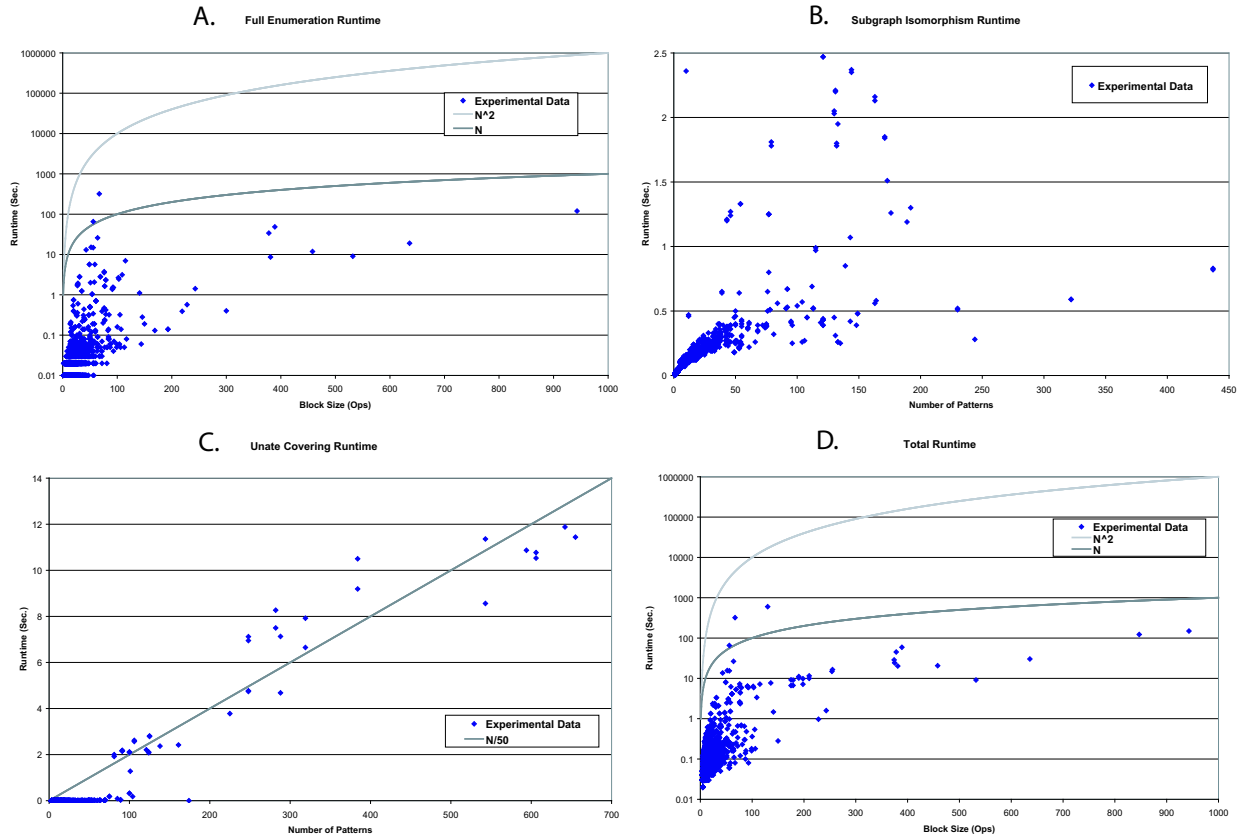 A.
Full Enumeration Runtime
1000000
100000
10000
1000
100
10
1
0.1
0.01
Runtime (Sec.)
Experimental Data
N^2
N
0 100 200 300 400 500 600 700 800 900 1000
Block Size (Ops)
B.
Subgraph Isomorphism Runtime
2.5
2
1.5
1
0.5
0
Runtime (Sec.)
Experimental Data
0 50 100 150 200 250 300 350 400 450
Number of Patterns
C.
Unate Covering Runtime
14
12
10
8
6
4
2
0
Runtime (Sec.)
Experimental Data
N/50
0 100 200 300 400 500 600 700
Number of Patterns
D.
Total Runtime
1000000
100000
10000
1000
100
10
1
0.1
0.01
Runtime (Sec.)
Experimental Data
N^2
N
0 100 200 300 400 500 600 700 800 900 1000
Block Size (Ops)